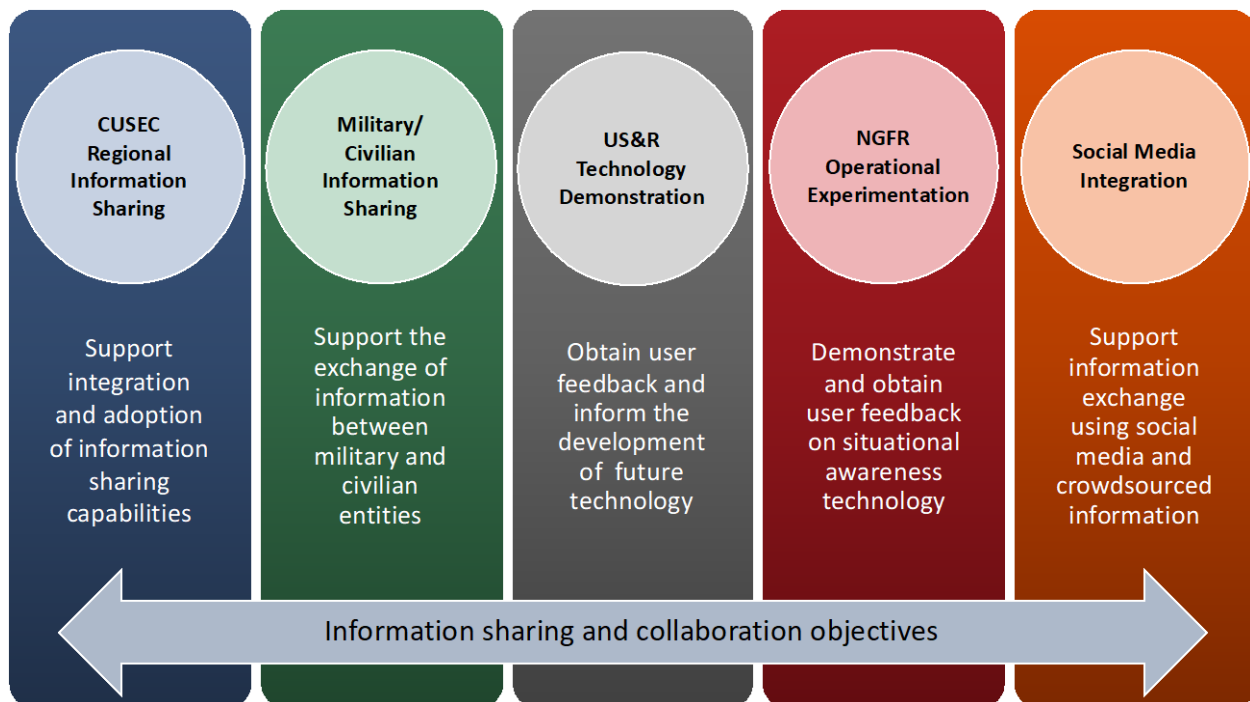 CUSEC
Regional
Information
Sharing
Support
integration
and adoption
of information
sharing
capabilities
Military/
Civilian
Information
Sharing
Support the
exchange of
information
between
military and
civilian
entities
US&R
Technology
Demonstration
Obtain user
feedback and
inform the
development
of future
technology
NGFR
Operational
Experimentation
Demonstrate
and obtain
user feedback
on situational
awareness
technology
Social Media
Integration
Support
information
exchange
using social
media and
crowdsourced
information
Information sharing and collaboration objectives